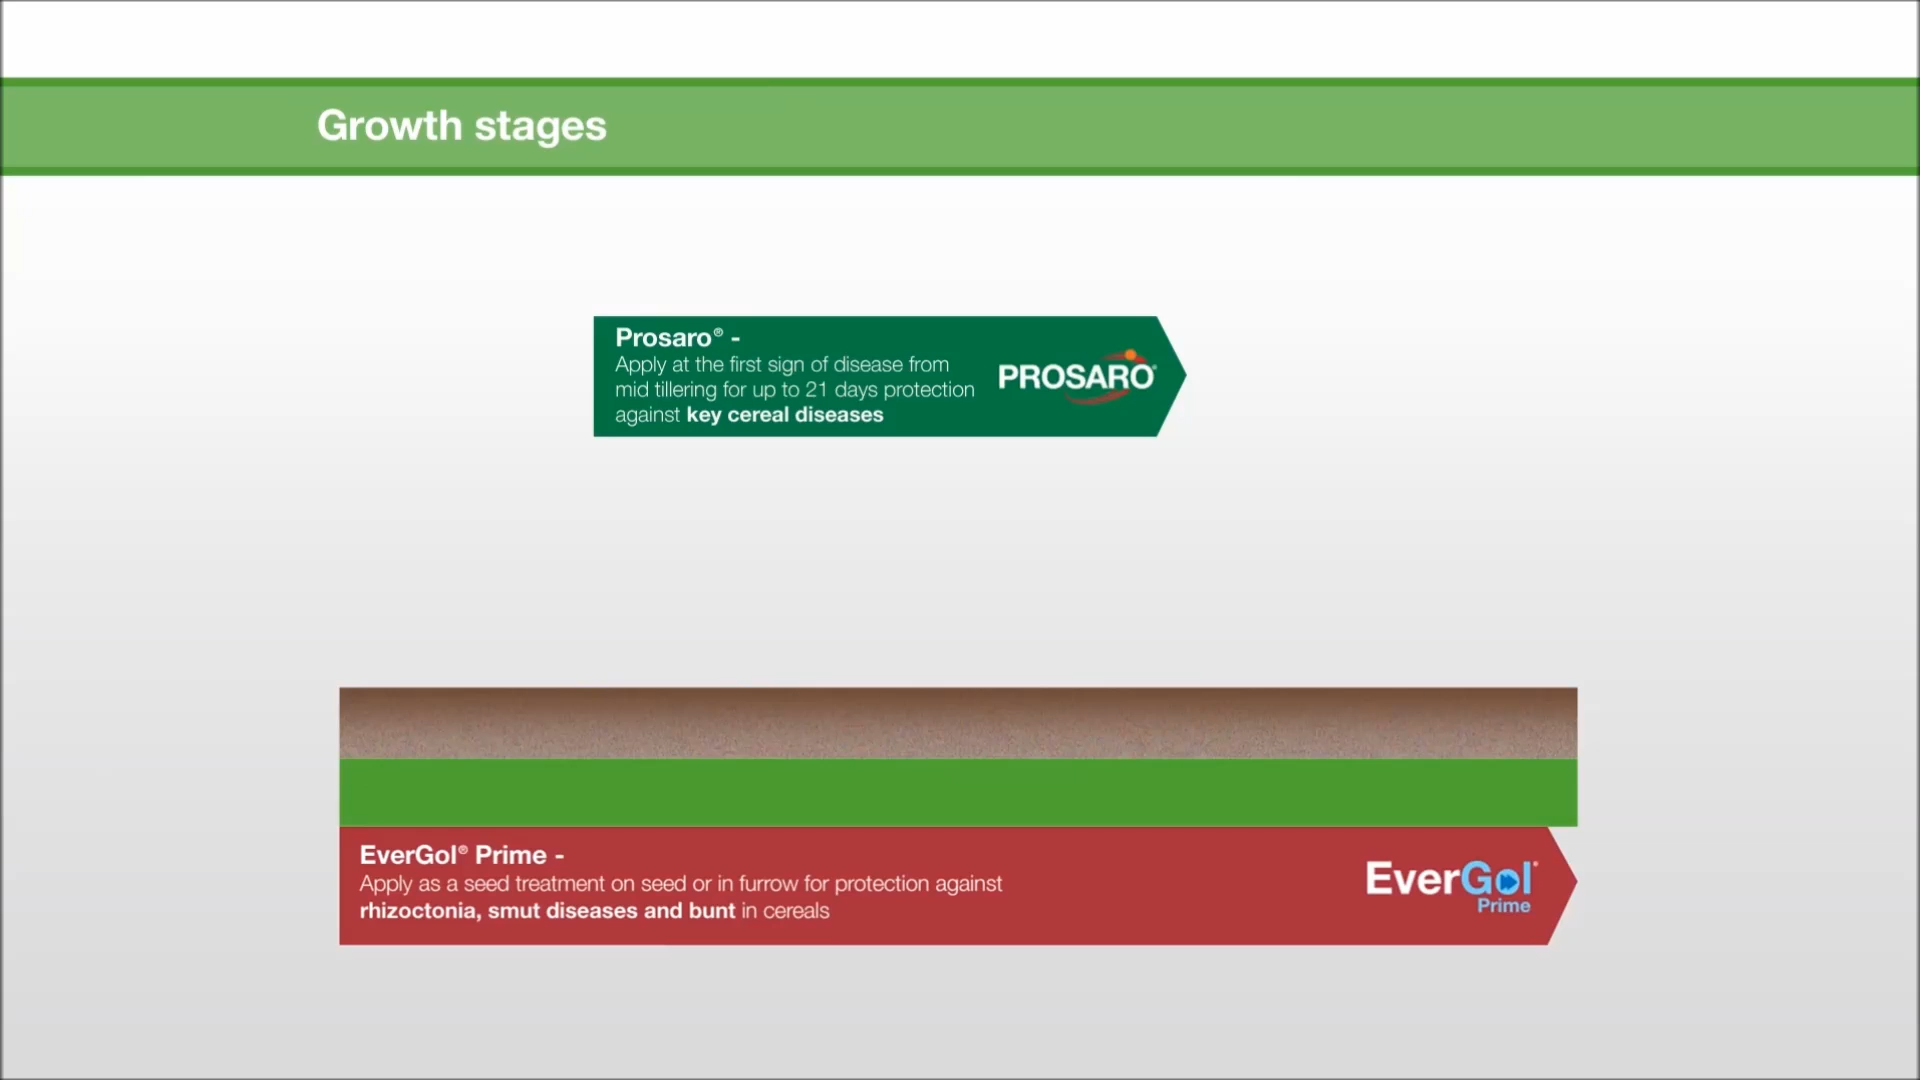 Growth stages
Prosaro® -
Apply at the first sign of disease from
mid tillering for up to 21 days protection
against key cereal diseases
PROSARO®
EverGol® Prime -
Apply as a seed treatment on seed or in furrow for protection against
rhizoctonia, smut diseases and bunt in cereals
EverGol®
Prime